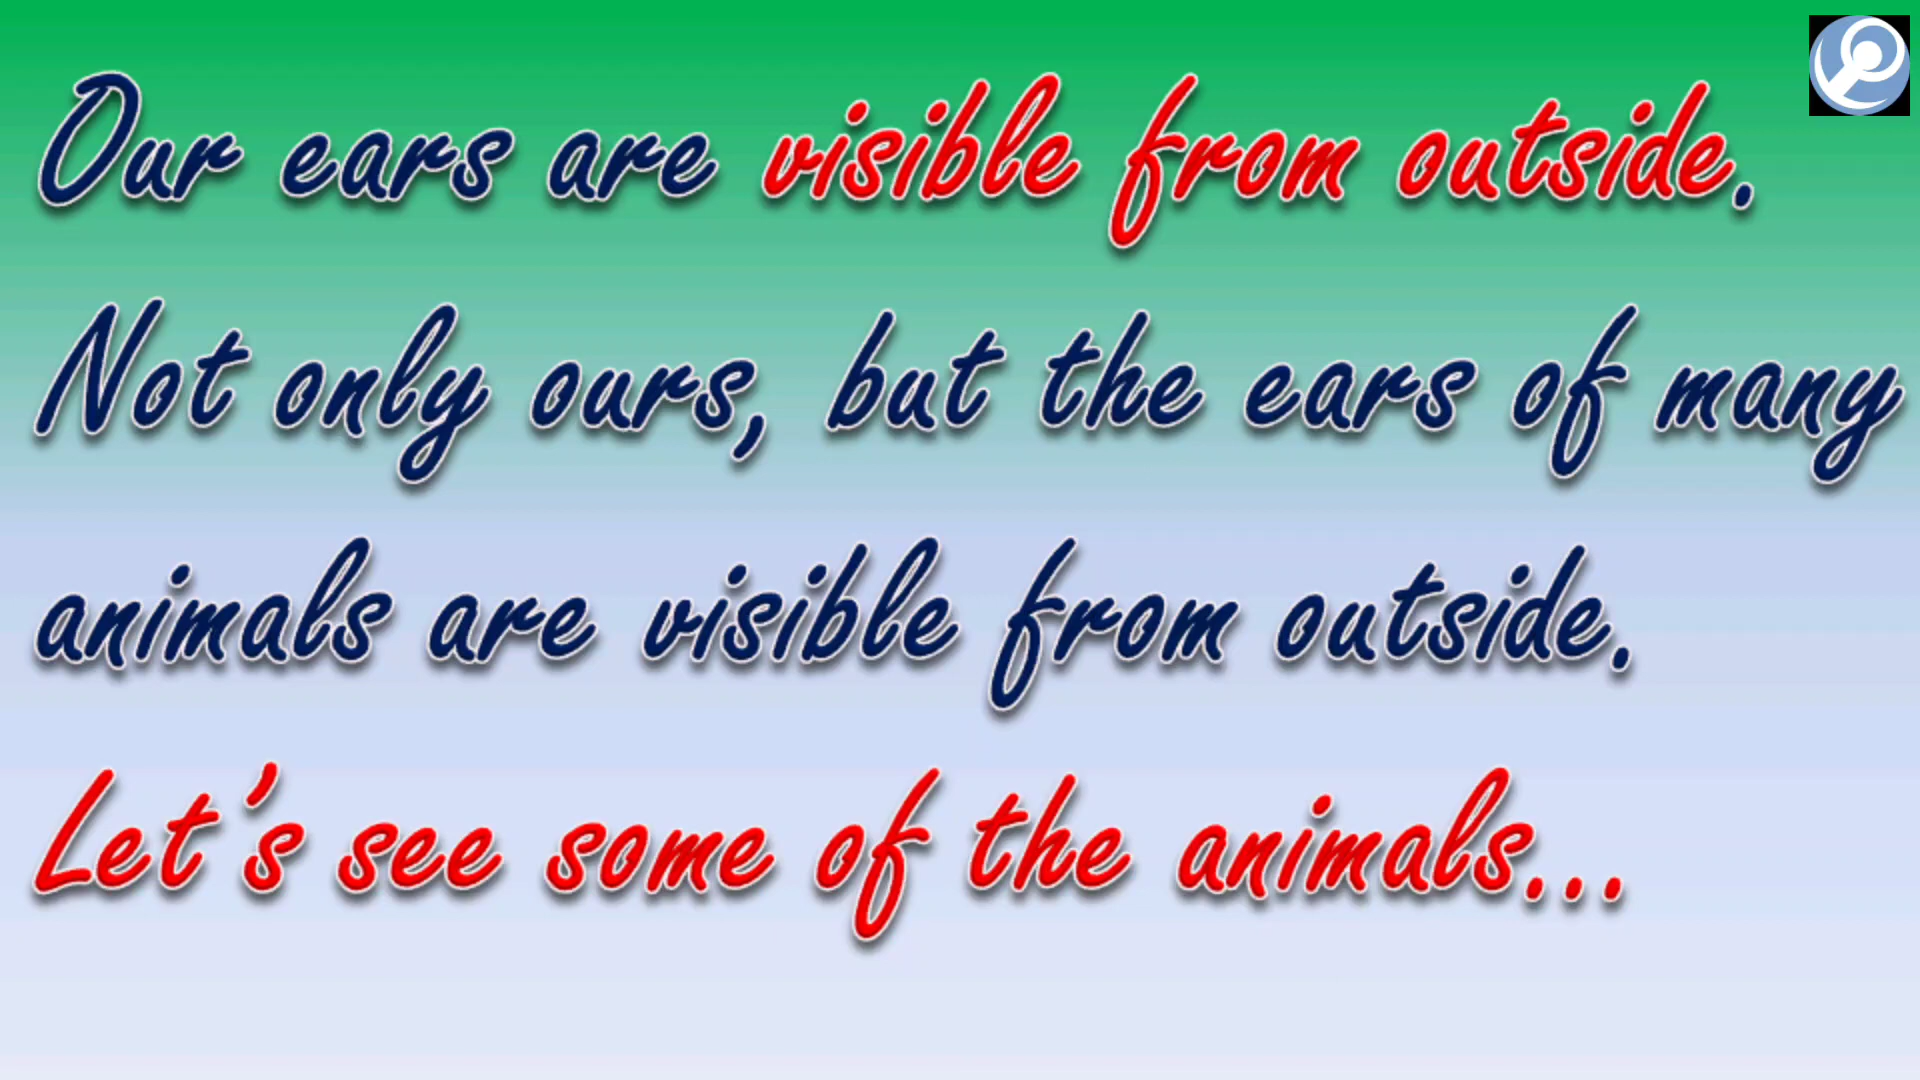 Our ears are visible from outside.
Not only ours, but the ears of many
animals are visible from outside.
Let's see some of the animals...